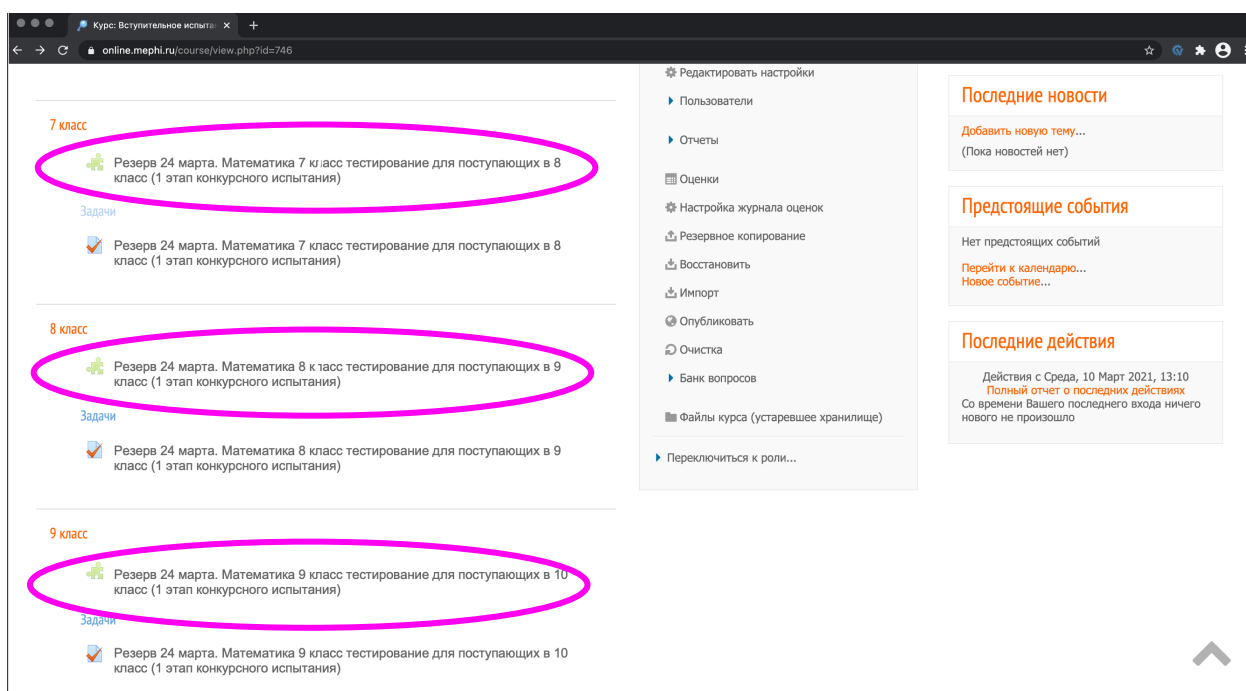 Курс: Вступительное испыта
online.mephi.ru/course/view.php?id=746
7 класс
Резерв 24 марта. Математика 7 класс тестирование для поступающих в 8
класс (1 этап конкурсного испытания)
Задачи
Резерв 24 марта. Математика 7 класс тестирование для поступающих в 8
класс (1 этап конкурсного испытания)
8 класс
Резерв 24 марта. Математика 8 класс тестирование для поступающих в 9
класс (1 этап конкурсного испытания)
Задачи
Резерв 24 марта. Математика 8 класс тестирование для поступающих в 9
класс (1 этап конкурсного испытания)
9 класс
Резерв 24 марта. Математика 9 класс тестирование для поступающих в 10
класс (1 этап конкурсного испытания)
Задачи
Резерв 24 марта. Математика 9 класс тестирование для поступающих в 10
класс (1 этап конкурсного испытания)
Редактировать настройки
Пользователи
Отчеты
Оценки
Настройка журнала оценок
Резервное копирование
Восстановить
Импорт
Опубликовать
Очистка
Банк вопросов
Файлы курса (устаревшее хранилище)
Переключиться к роли...
Последние новости
Добавить новую тему...
(Пока новостей нет)
Предстоящие события
Нет предстоящих событий
Перейти к календарю...
Новое событие...
Последние действия
Действия с Среда, 10 Март 2021, 13:10
Полный отчет о последних действиях
Со времени Вашего последнего входа ничего
нового не произошло